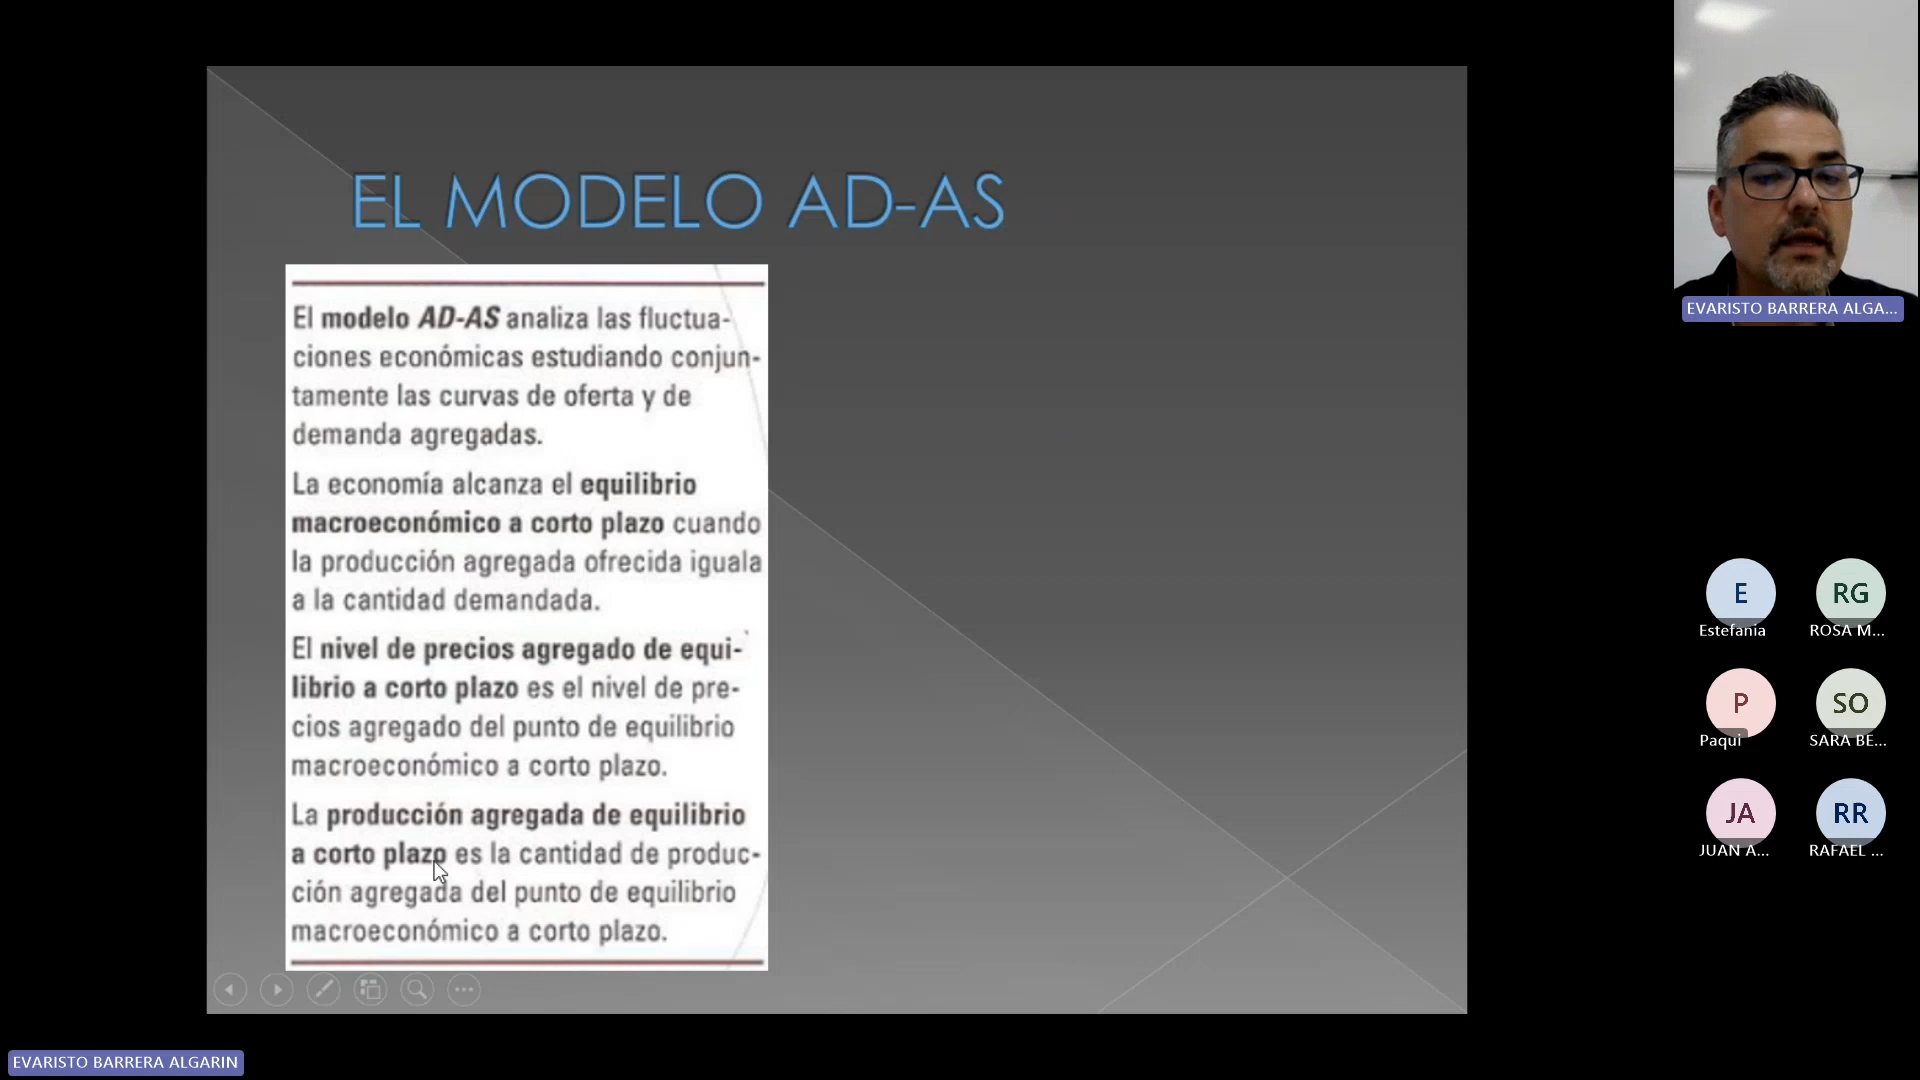 EL MODELO AD-AS
El modelo AD-AS analiza las fluctua-
ciones económicas estudiando conjun-
tamente las curvas de oferta y de
demanda agregadas.
La economía alcanza el equilibrio
macroeconómico a corto plazo cuando
la producción agregada ofrecida iguala
a la cantidad demandada.
El nivel de precios agregado de equi-
librio a corto plazo es el nivel de pre-
cios agregado del punto de equilibrio
macroeconómico a corto plazo.
La producción agregada de equilibrio
a corto plazo es la cantidad de produc-
ción agregada del punto de equilibrio
macroeconómico a corto plazo.
EVARISTO BARRERA ALGARIN
EVARISTO BARRERA ALGA...
E
Estefania
RG
ROSA M...
P
Paqui
SO
SARA BE...
JA
JUAN A...
RR
RAFAEL ...